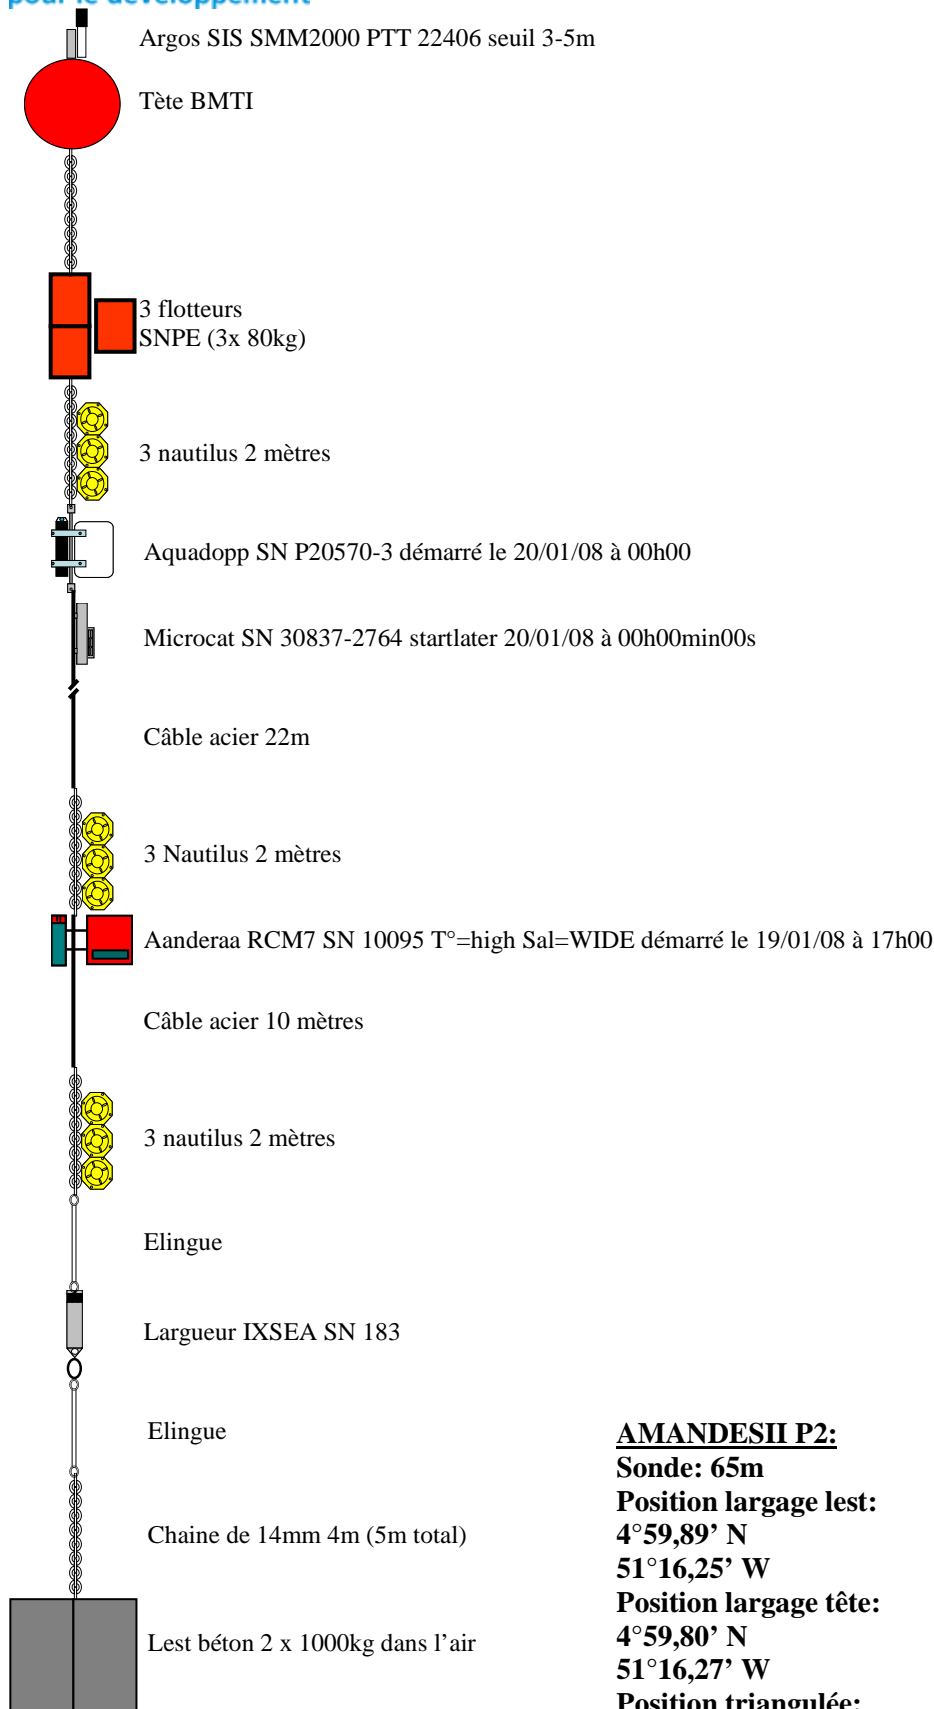 pour le développement
Argos SIS SMM2000 PTT 22406 seuil 3-5m
Tète BMTI
3 flotteurs
SNPE (3x 80kg)
3 nautilus 2 mètres
Aquadopp SN P20570-3 démarré le 20/01/08 à 00h00
Microcat SN 30837-2764 startlater 20/01/08 à 00h00min00s
Câble acier 22m
3 Nautilus 2 mètres
Aanderaa RCM7 SN 10095 T°=high Sal=WIDE démarré le 19/01/08 à 17h00
Câble acier 10 mètres
3 nautilus 2 mètres
Elingue
Largueur IXSEA SN 183
Elingue
Chaine de 14mm 4m (5m total)
Lest béton 2 x 1000kg dans l’air
AMANDESII P2:
Sonde: 65m
Position largage lest:
4°59,89’ N
51°16,25’ W
Position largage tête:
4°59,80’ N
51°16,27’ W
Position triangulée: